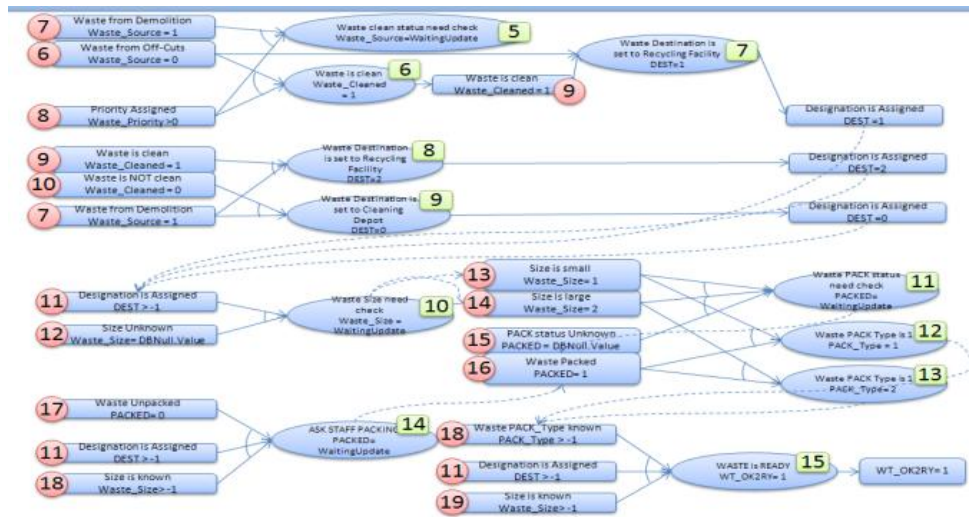 7
Waste from Demolition
Waste_Source = 1
6
Waste from Off-Cuts
Waste_Source = 0
8
Priority Assigned
Waste_Priority >0
Waste clean status need check
Waste_Source=WaitingUpdate
5
Waste is clean
Waste_Cleaned
= 1
6
Waste is clean
Waste_Cleaned = 1
9
Waste Destination is
set to Recycling Facility
DEST=1
7
Designation is Assigned
DEST =1
9
Waste is clean
Waste_Cleaned = 1
10
Waste is NOT clean
Waste_Cleaned = 0
7
Waste from Demolition
Waste_Source = 1
Waste Destination
is set to Recycling
Facility
DEST=2
8
Waste Destination is
set to Cleaning
Depot
DEST=0
9
Designation is Assigned
DEST=2
Designation is Assigned
DEST =0
11
Designation is Assigned
DEST >-1
12
Size Unknown
Waste_Size= DBNull.Value
Waste Size need
check
Waste_Size =
WaitingUpdate
10
13
Size is small
Waste_Size= 1
14
Size is large
Waste_Size= 2
15
PACK status Unknown
PACKED = DBNull.Value
16
Waste Packed
PACKED= 1
Waste PACK status
need check
PACKED=
WaitingUpdate
11
Waste PACK Type is 1
PACK_Type = 1
12
Waste PACK Type is 1
PACK_Type= 2
13
17
Waste Unpacked
PACKED= 0
11
Designation is Assigned
DEST >-1
18
Size is known
Waste_Size>-1
ASK STAFF PACKING
PACKED=
WaitingUpdate
14
18
Waste PACK_Type known
PACK_Type > -1
11
Designation is Assigned
DEST >-1
19
Size is known
Waste_Size>-1
WASTE is READY
WT_OK2RY= 1
15
WT_OK2RY= 1